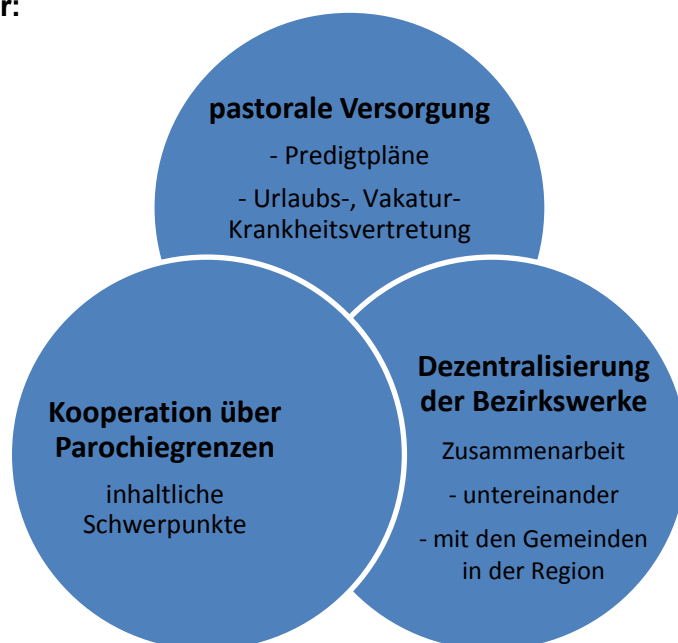 r:
pastorale Versorgung
- Predigtpläne
- Urlaubs-, Vakatur-
Krankheitsvertretung
Kooperation über
Parochiegrenzen
inhaltliche
Schwerpunkte
Dezentralisierung
der Bezirkswerke
Zusammenarbeit
- untereinander
- mit den Gemeinden
in der Region